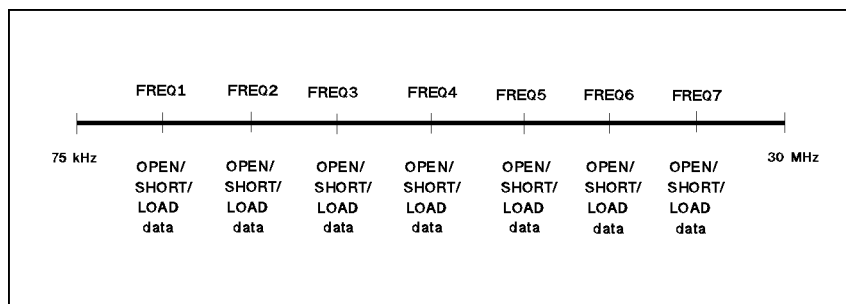 FREQ1 FREQ2 FREQ3 FREQ4 FREQ5 FREQ6 FREQ7
75 kHz 30 MHz
OPEN/ OPEN/ OPEN/ OPEN/ OPEN/ OPEN/ OPEN/
SHORT/ SHORT/ SHORT/ SHORT/ SHORT/ SHORT/ SHORT/
LOAD LOAD LOAD LOAD LOAD LOAD LOAD
data data data data data data data